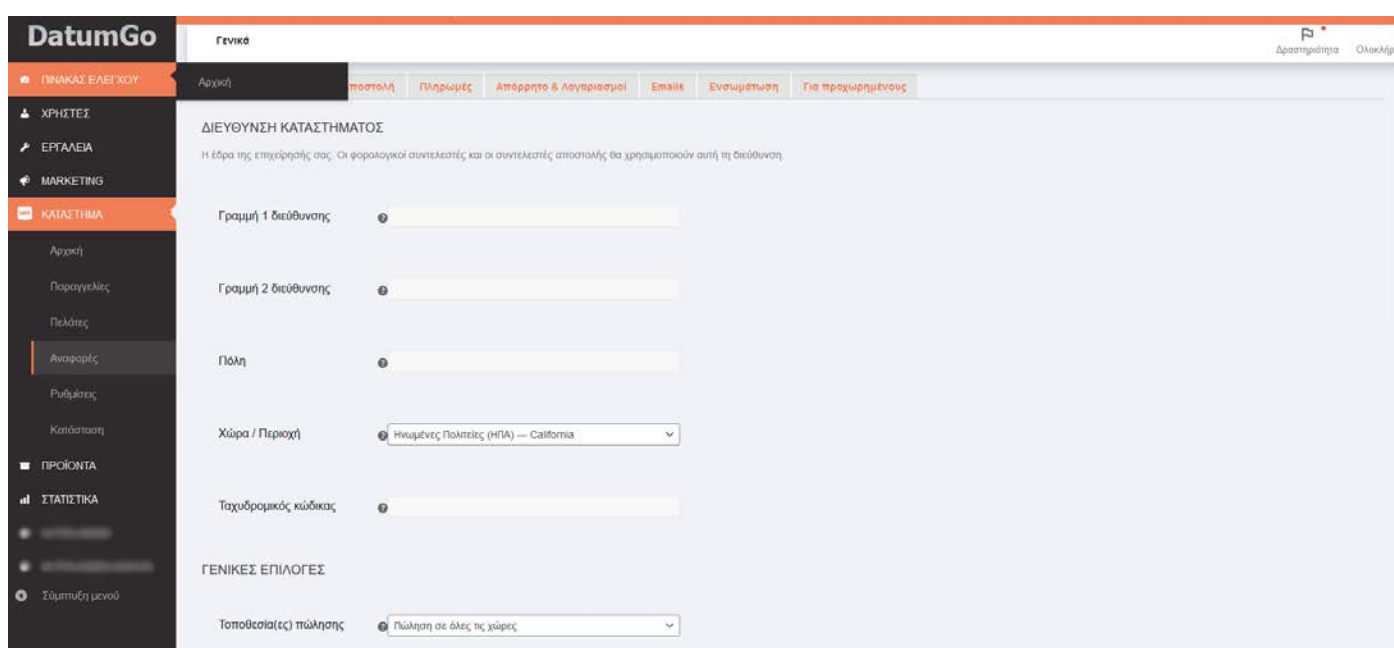 DatumGo
Γενικά
Δραστηριότητα
ΠΙΝΑΚΑΣ ΕΛΕΓΧΟΥ
Αρχική
Πληρωμές
Απόρρητο & Λογαριασμοί
Emails
Ενσωμάτωση
Για προχωρημένους
ΧΡΗΣΤΕΣ
ΕΡΓΑΛΕΙΑ
MARKETING
ΚΑΤΑΣΤΗΜΑ
Αρχική
Παραγγελίες
Πελάτες
Αναφορές
Ρυθμίσεις
Κατάσταση
ΠΡΟΪΟΝΤΑ
ΣΤΑΤΙΣΤΙΚΑ
Σύμπτυξη μενού
ΔΙΕΥΘΥΝΣΗ ΚΑΤΑΣΤΗΜΑΤΟΣ
Η έδρα της επιχείρησής σας. Οι φορολογικοί συντελεστές και οι συντελεστές αποστολής θα χρησιμοποιούν αυτή τη διεύθυνση.
Γραμμή 1 διεύθυνσης
Γραμμή 2 διεύθυνσης
Πόλη
Χώρα / Περιοχή
Ηνωμένες Πολιτείες (ΗΠΑ) — California
Ταχυδρομικός κώδικας
ΓΕΝΙΚΕΣ ΕΠΙΛΟΓΕΣ
Τοποθεσία(ες) πώλησης
Πώληση σε όλες τις χώρες